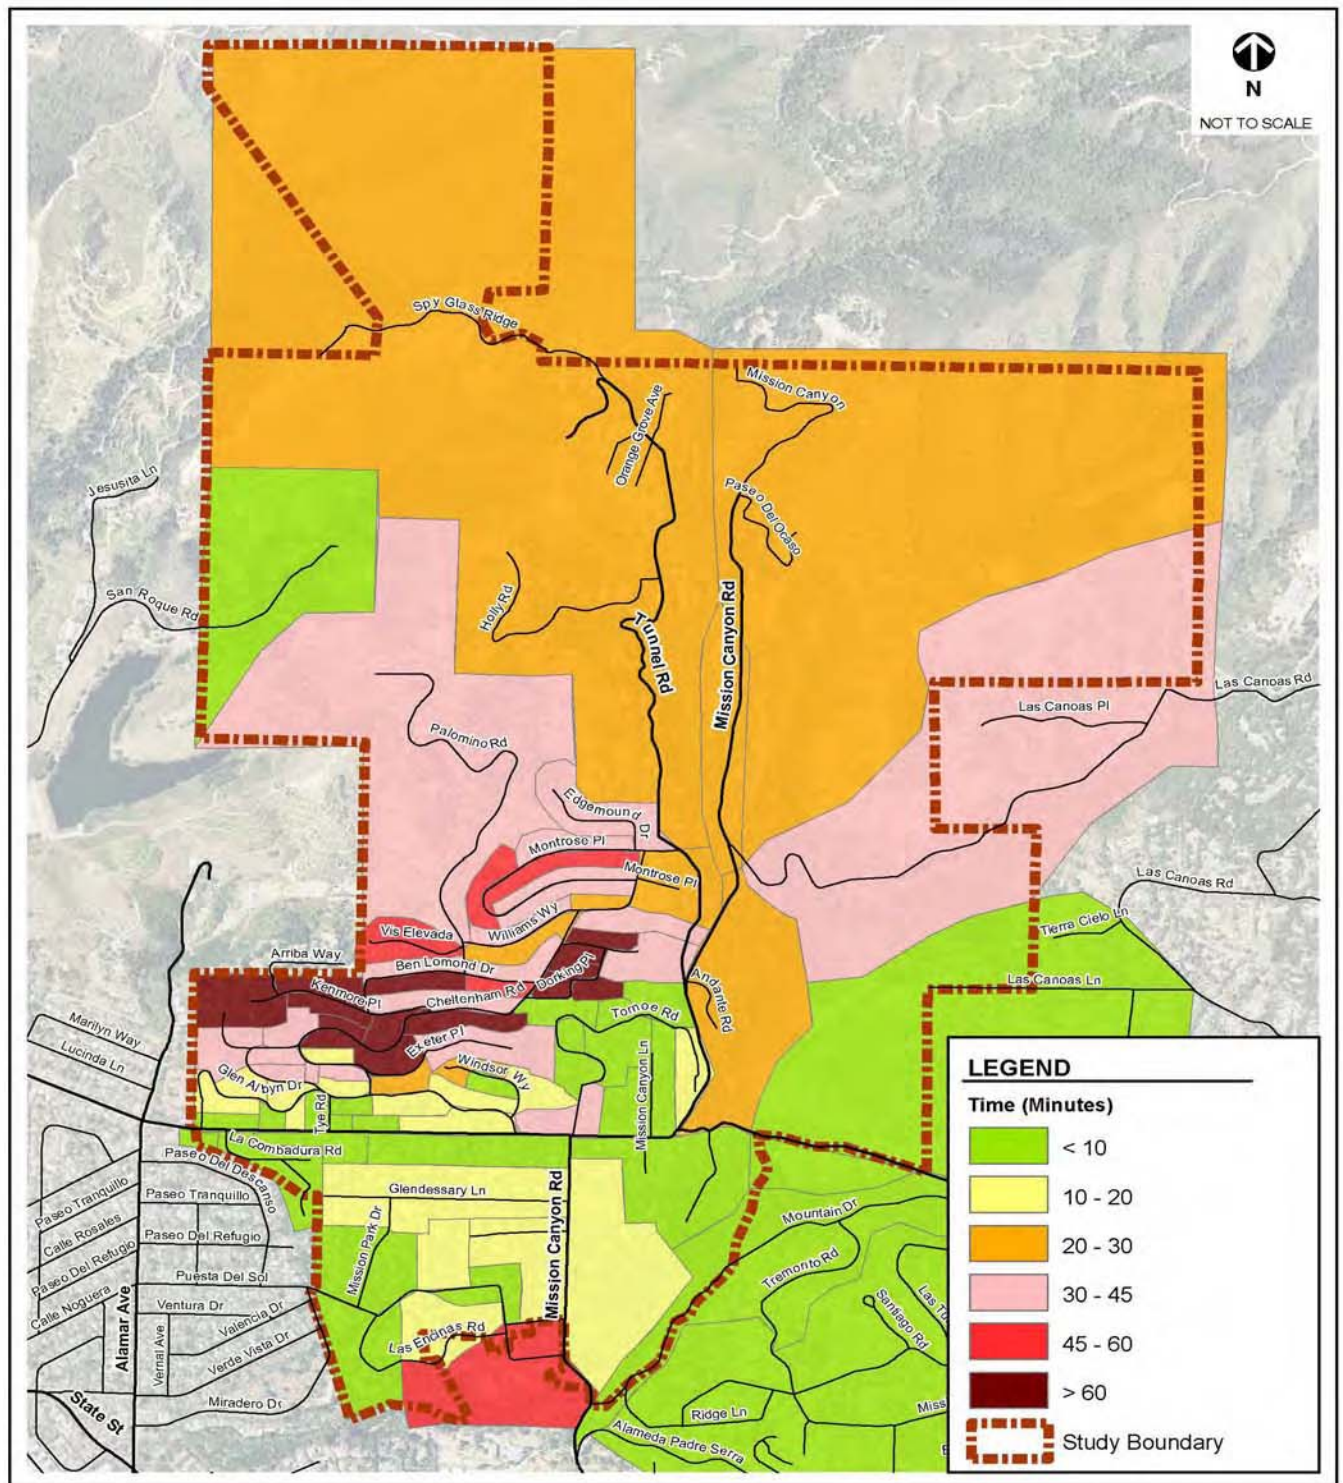 N
NOT TO SCALE
Spy Glass Ridge
Mission Canyon
Orange Grove Ave
Jesusita Ln
Paseo Del Ocaso
San Roque Rd
Holly Rd
Tunnel Rd
Mission Canyon Rd
Las Canoas Rd
Las Canoas Pl
Palomino Rd
Edgemound Dr
Montrose Pl
Montrose Pl
Las Canoas Rd
Williams Wy
Vis Elevada
Tierra Cielo Ln
Arriba Way
Ben Lomond Dr
Dorking Pl
Las Canoas Ln
Kenmore Pl
Cheltenham Rd
Andante Rd
Tornoe Rd
Marilyn Way
Lucinda Ln
Exeter Pl
Windsor Wy
Glen Albyn Dr
Mission Canyon Ln
Tye Rd
La Combadura Rd
Paseo Del Descanso
Paseo Tranquillo
Paseo Tranquillo
Glendessary Ln
Mission Canyon Rd
Mountain Dr
Calle Rosales
Paseo Del Refugio
Mission Park Dr
Paseo Del Refugio
Puesta Del Sol
Tremonto Rd
Calle Noguera
Ventura Dr
Valencia Dr
Santiago Rd
Las Tu
Alamar Ave
Vernal Ave
Verde Vista Dr
Las Encinas Rd
Miradero Dr
State St
Ridge Ln
Miss
Alameda Padre Serra
LEGEND
Time (Minutes)
< 10
10 - 20
20 - 30
30 - 45
45 - 60
> 60
Study Boundary